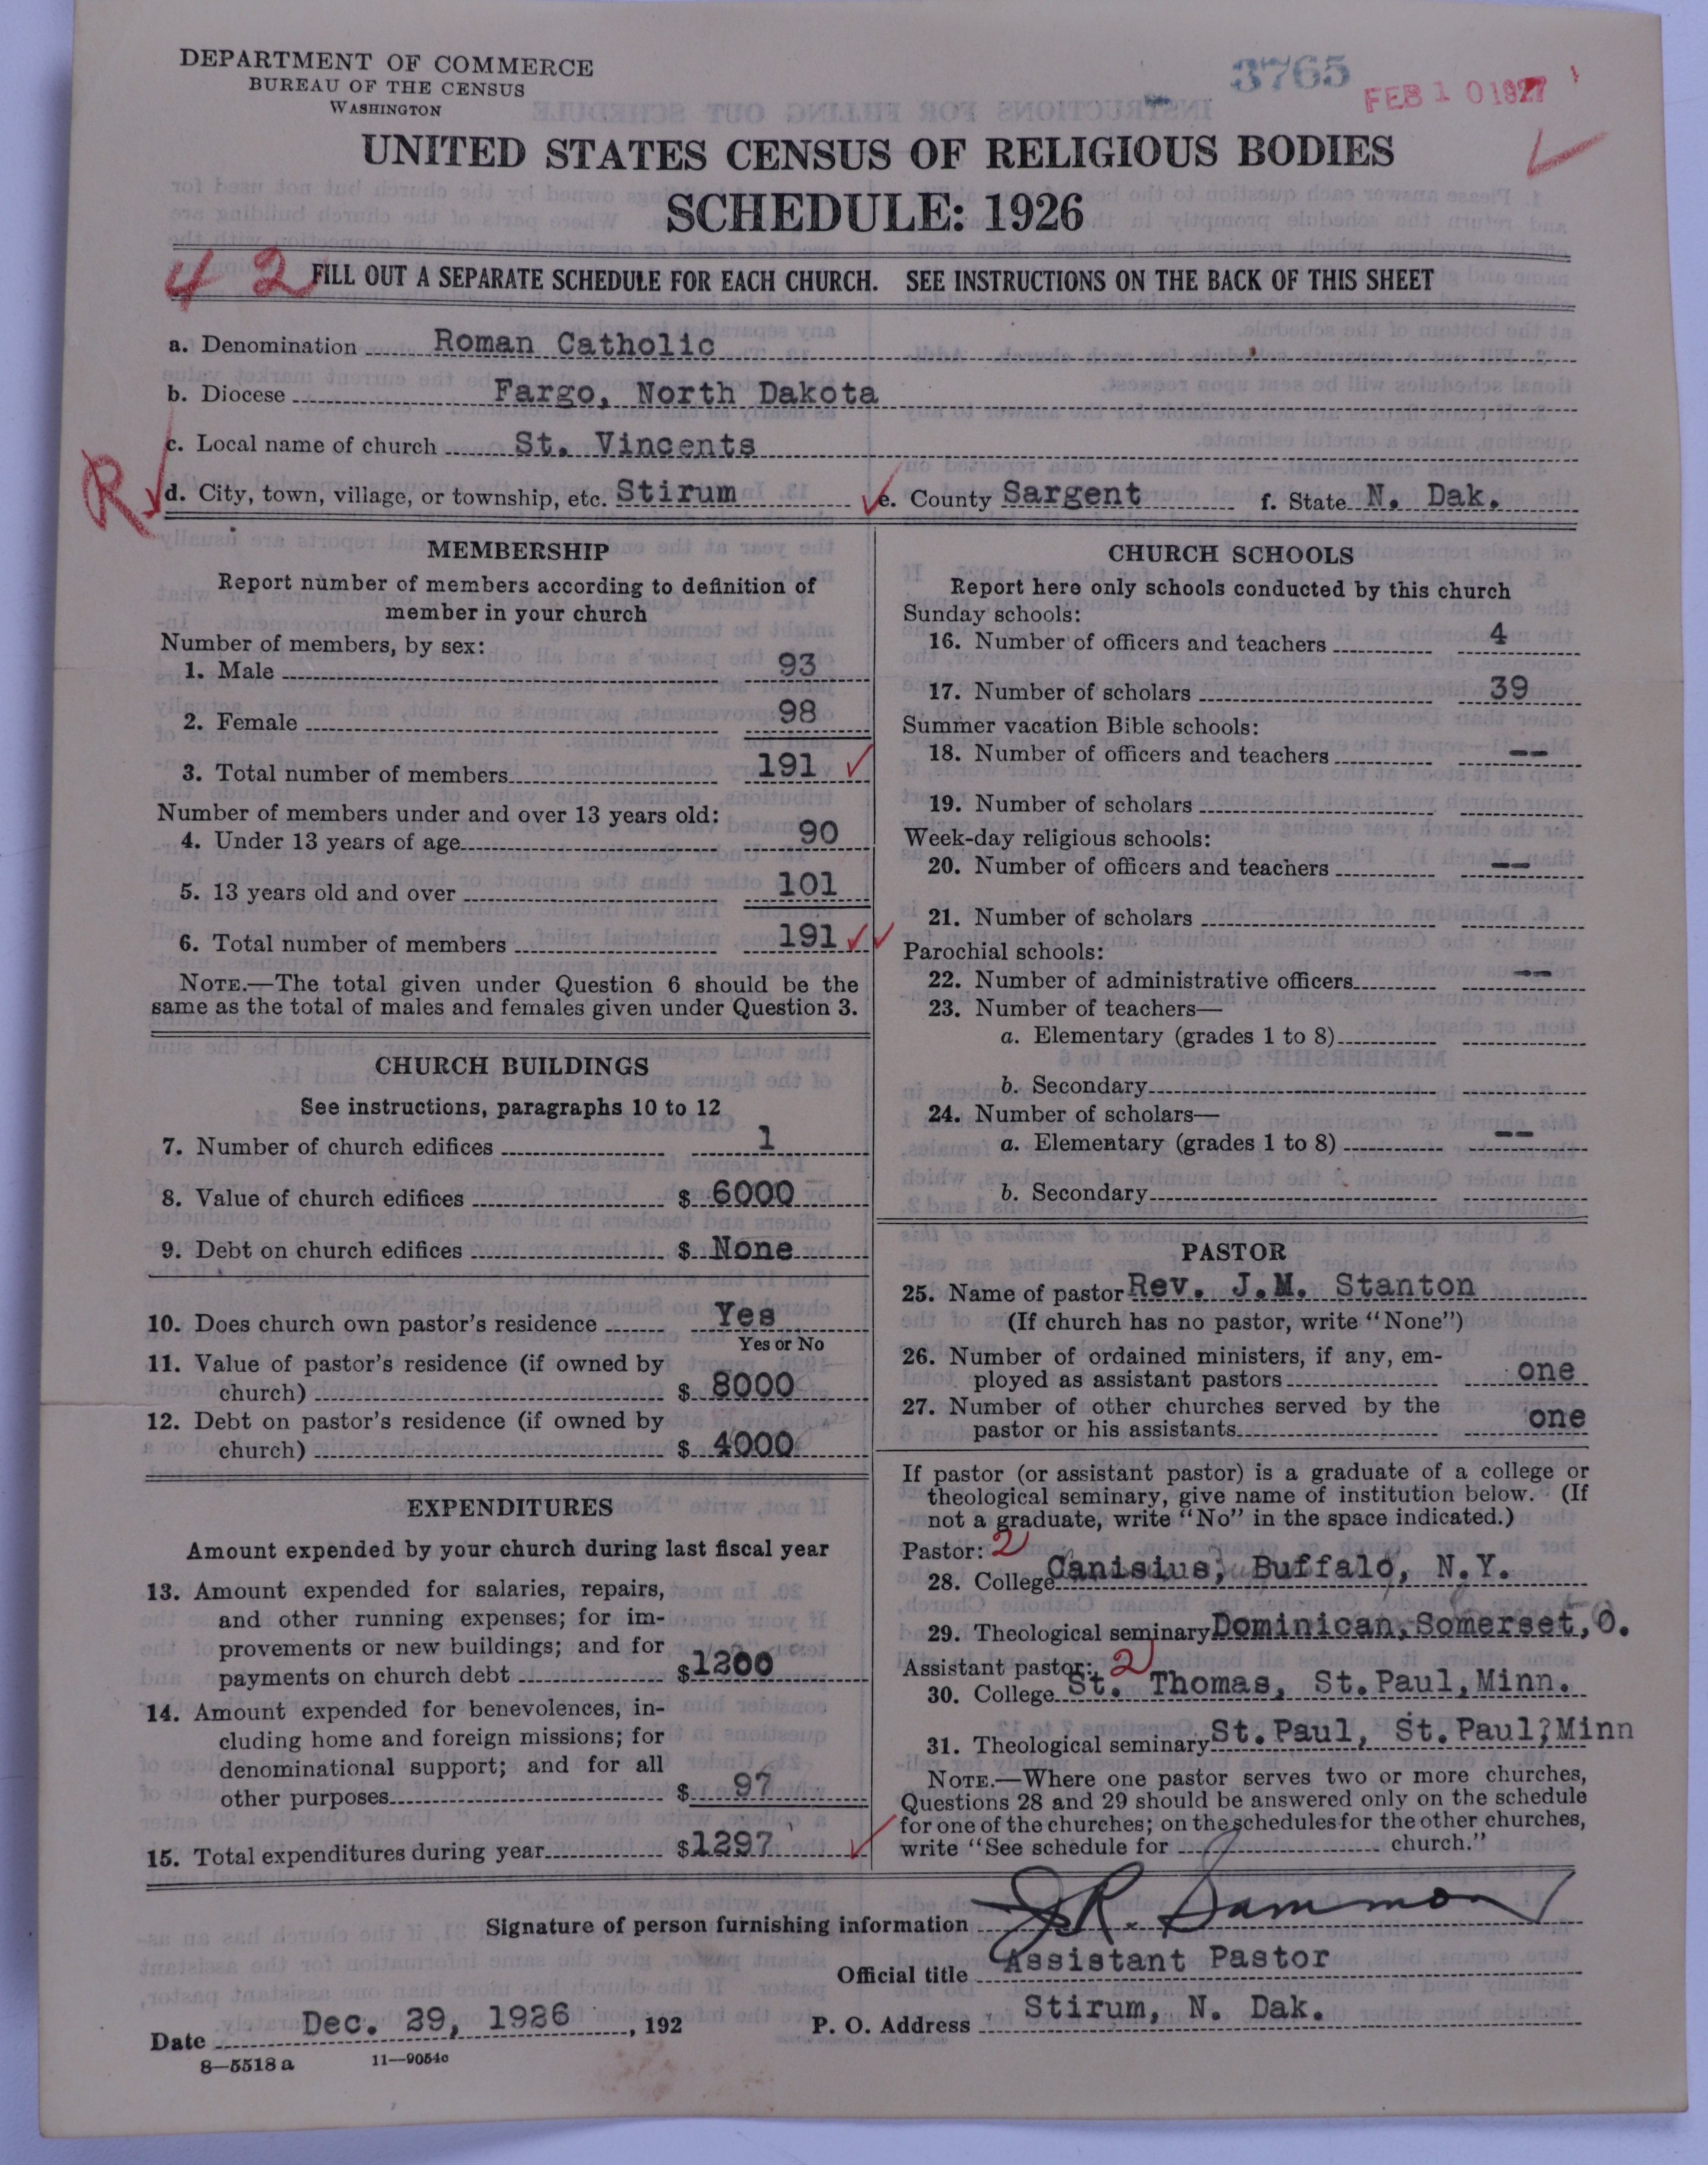 DEPARTMENT OF COMMERCE
BUREAU OF THE CENSUS
WASHINGTON
3765
FEB 10 1927
UNITED STATES CENSUS OF RELIGIOUS BODIES
SCHEDULE: 1926
42
FILL OUT A SEPARATE SCHEDULE FOR EACH CHURCH. SEE INSTRUCTIONS ON THE BACK OF THIS SHEET
a. Denomination Roman Catholic
b. Diocese Fargo, North Dakota
c. Local name of church St. Vincents
R
d. City, town, village, or township, etc. Stirum e. County Sargent f. State N. Dak.
MEMBERSHIP
Report number of members according to definition of
member in your church
Number of members, by sex:
1. Male 93
2. Female 98
3. Total number of members 191
Number of members under and over 13 years old:
4. Under 13 years of age 90
5. 13 years old and over 101
6. Total number of members 191
NOTE.—The total given under Question 6 should be the
same as the total of males and females given under Question 3.
CHURCH BUILDINGS
See instructions, paragraphs 10 to 12
7. Number of church edifices 1
8. Value of church edifices $ 6000
9. Debt on church edifices $ None
10. Does church own pastor's residence Yes
Yes or No
11. Value of pastor's residence (if owned by
church) $ 8000
12. Debt on pastor's residence (if owned by
church) $ 4000
EXPENDITURES
Amount expended by your church during last fiscal year
13. Amount expended for salaries, repairs,
and other running expenses; for im-
provements or new buildings; and for
payments on church debt $1200
14. Amount expended for benevolences, in-
cluding home and foreign missions; for
denominational support; and for all
other purposes $ 97
15. Total expenditures during year $1297
CHURCH SCHOOLS
Report here only schools conducted by this church
Sunday schools:
16. Number of officers and teachers 4
17. Number of scholars 39
Summer vacation Bible schools:
18. Number of officers and teachers --
19. Number of scholars
Week-day religious schools:
20. Number of officers and teachers --
21. Number of scholars
Parochial schools:
22. Number of administrative officers --
23. Number of teachers—
a. Elementary (grades 1 to 8)
b. Secondary
24. Number of scholars—
a. Elementary (grades 1 to 8) --
b. Secondary
PASTOR
25. Name of pastor Rev. J.M. Stanton
(If church has no pastor, write "None")
26. Number of ordained ministers, if any, em-
ployed as assistant pastors one
27. Number of other churches served by the
pastor or his assistants one
If pastor (or assistant pastor) is a graduate of a college or
theological seminary, give name of institution below. (If
not a graduate, write "No" in the space indicated.)
Pastor: 2
28. College Canisius, Buffalo, N.Y.
29. Theological seminary Dominican, Somerset, O.
Assistant pastor: 2
30. College St. Thomas, St. Paul, Minn.
31. Theological seminary St. Paul, St. Paul, Minn
NOTE.—Where one pastor serves two or more churches,
Questions 28 and 29 should be answered only on the schedule
for one of the churches; on the schedules for the other churches,
write "See schedule for church."
Signature of person furnishing information J R. Sammon
Official title Assistant Pastor
Date Dec. 29, 1926, 192 P. O. Address Stirum, N. Dak.
8—5518 a 11—9054c